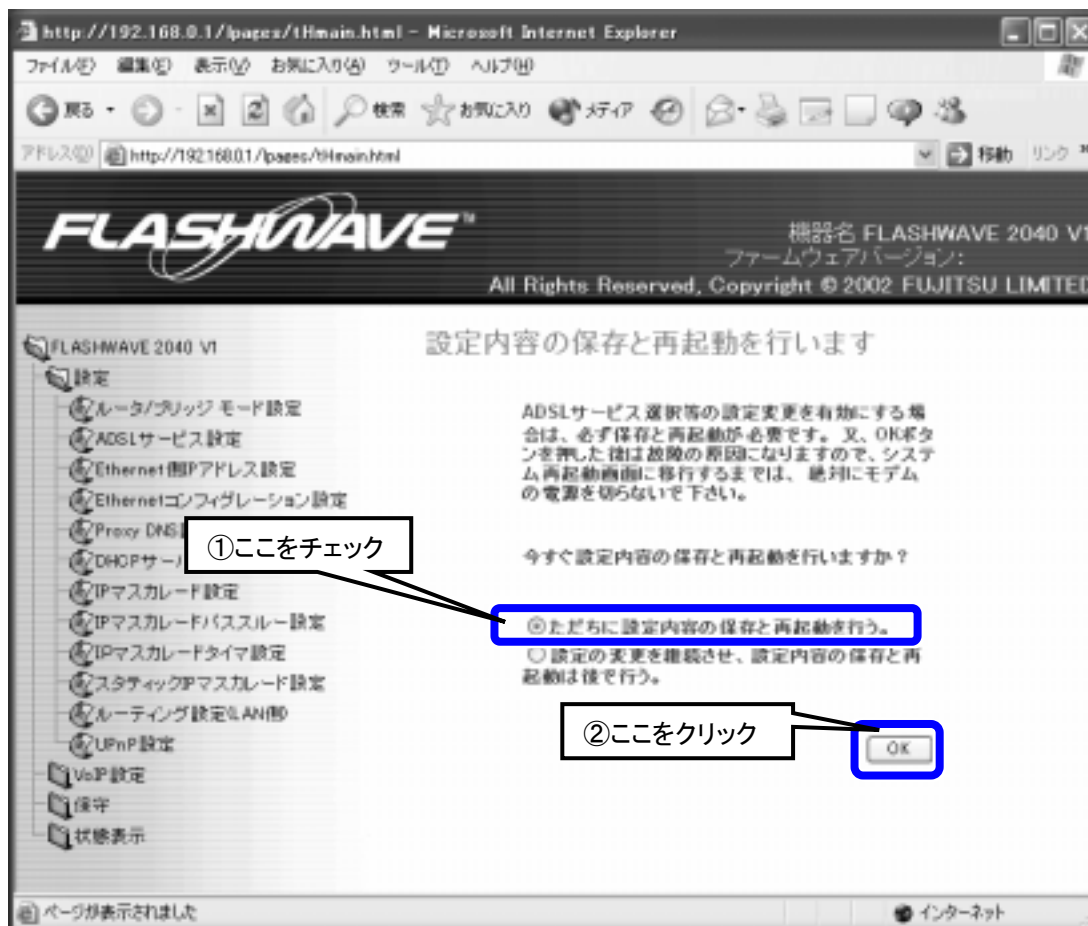 http://192.168.0.1/lpages/tHmain.html - Microsoft Internet Explorer
ファイル(F) 編集(E) 表示(V) お気に入り(A) ツール(T) ヘルプ(H)
戻る 検索 お気に入り メディア
アドレス(D) http://192.168.0.1/lpages/tHmain.html 移動 リンク »
FLASHWAVE™
機器名 FLASHWAVE 2040 V1
ファームウェアバージョン:
All Rights Reserved, Copyright © 2002 FUJITSU LIMITED
FLASHWAVE 2040 V1
設定
ルータ/ブリッジ モード設定
ADSLサービス設定
Ethernet側IPアドレス設定
Ethernetコンフィグレーション設定
Proxy DNS
DHCPサーバ
IPマスカレード設定
IPマスカレードパススルー設定
IPマスカレードタイマ設定
スタティックIPマスカレード設定
ルーティング設定(LAN側)
UPnP設定
VoIP設定
保守
状態表示
設定内容の保存と再起動を行います
ADSLサービス選択等の設定変更を有効にする場
合は、必ず保存と再起動が必要です。又、OKボタ
ンを押した後は故障の原因になりますので、システ
ム再起動画面に移行するまでは、絶対にモデム
の電源を切らないで下さい。
今すぐ設定内容の保存と再起動を行いますか?
①ここをチェック
ただちに設定内容の保存と再起動を行う。
設定の変更を継続させ、設定内容の保存と再
起動は後で行う。
②ここをクリック
OK
ページが表示されました
インターネット